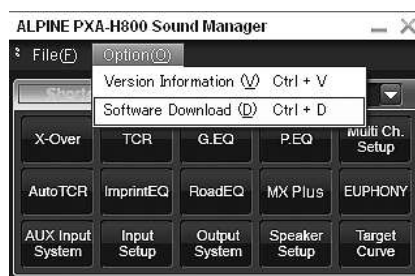 ALPINE PXA-H800 Sound Manager
File(F) Option(O)
Version Information (V) Ctrl + V
Software Download (D) Ctrl + D
X-Over TCR G.EQ P.EQ Multi Ch. Setup
AutoTCR ImprintEQ RoadEQ MX Plus EUPHONY
AUX Input System Input Setup Output System Speaker Setup Target Curve